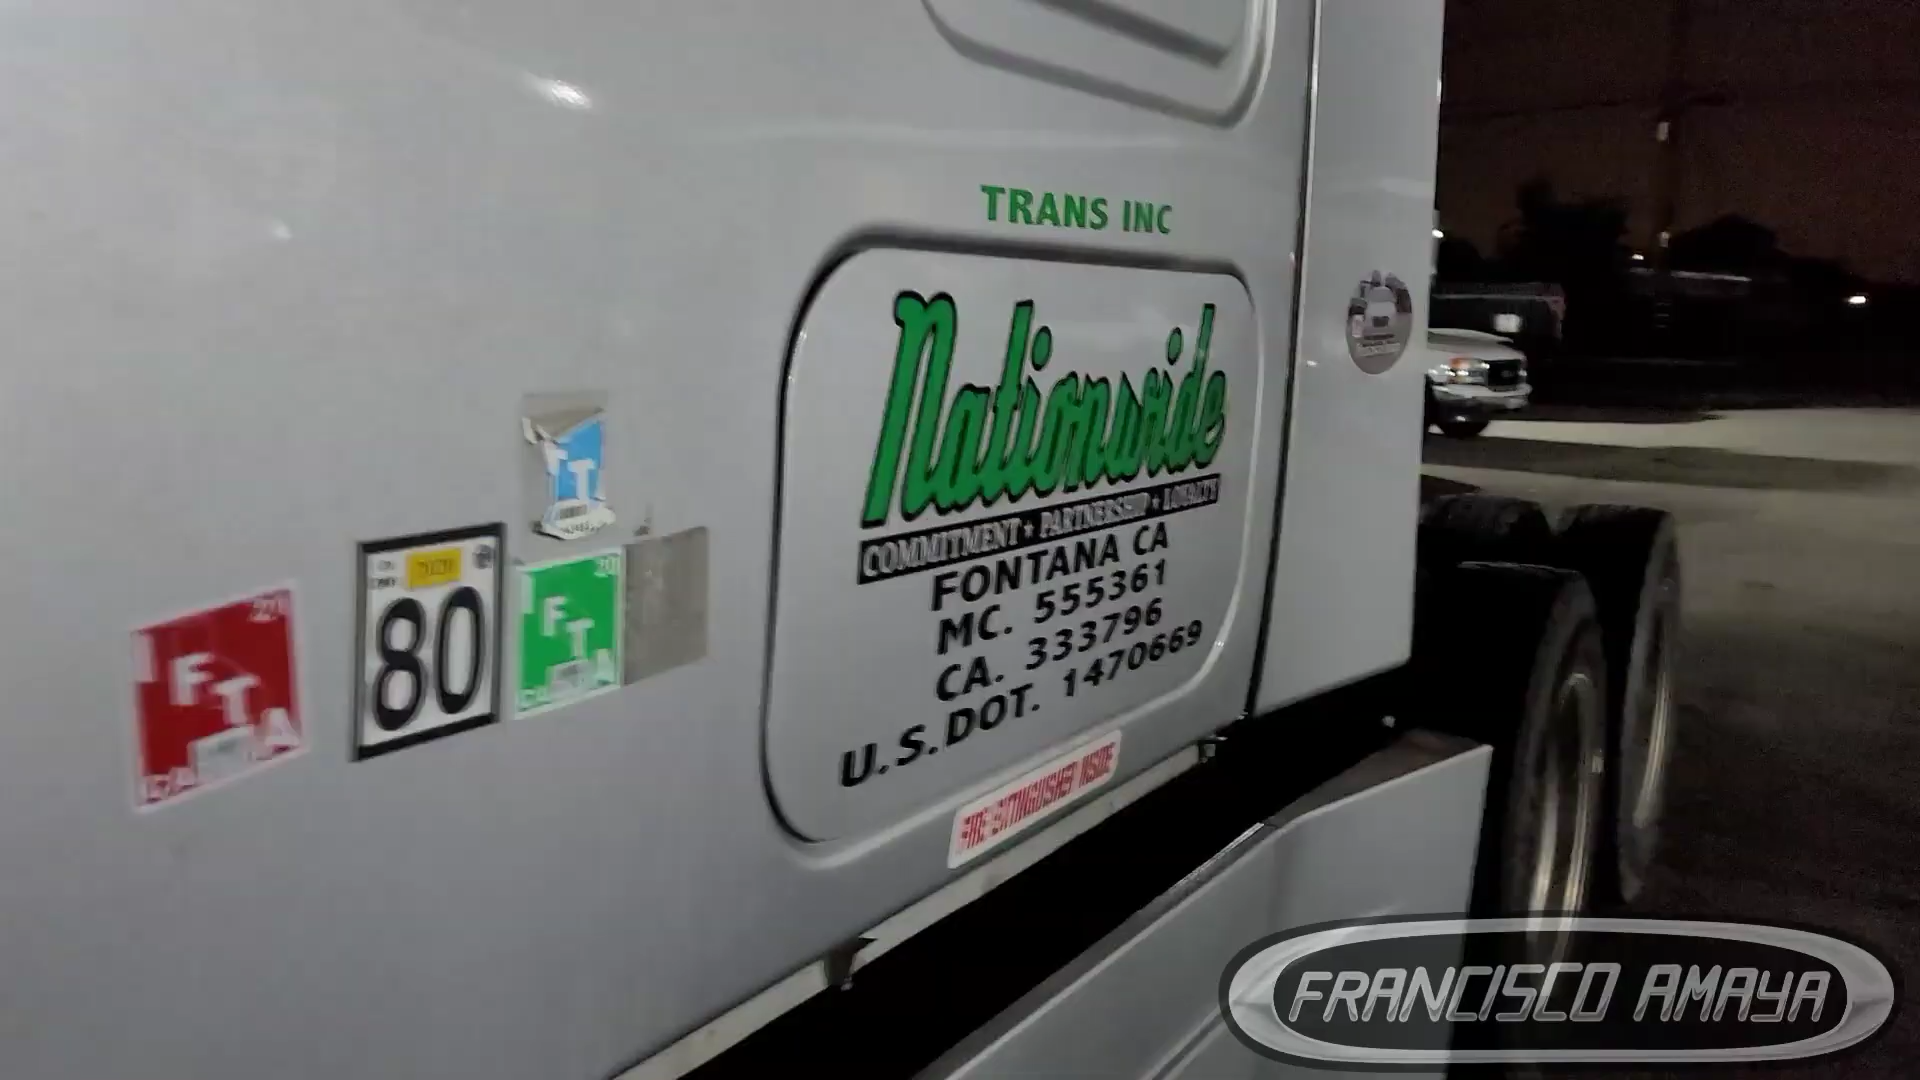 TRANS INC
Nationwide
COMMITMENT ★ PARTNERSHIP ★ LOYALTY
FONTANA CA
MC. 555361
CA. 333796
U.S.DOT. 1470669
FIRE EXTINGUISHER INSIDE
I T
2020
80
IFTA
IFTA
FRANCISCO AMAYA